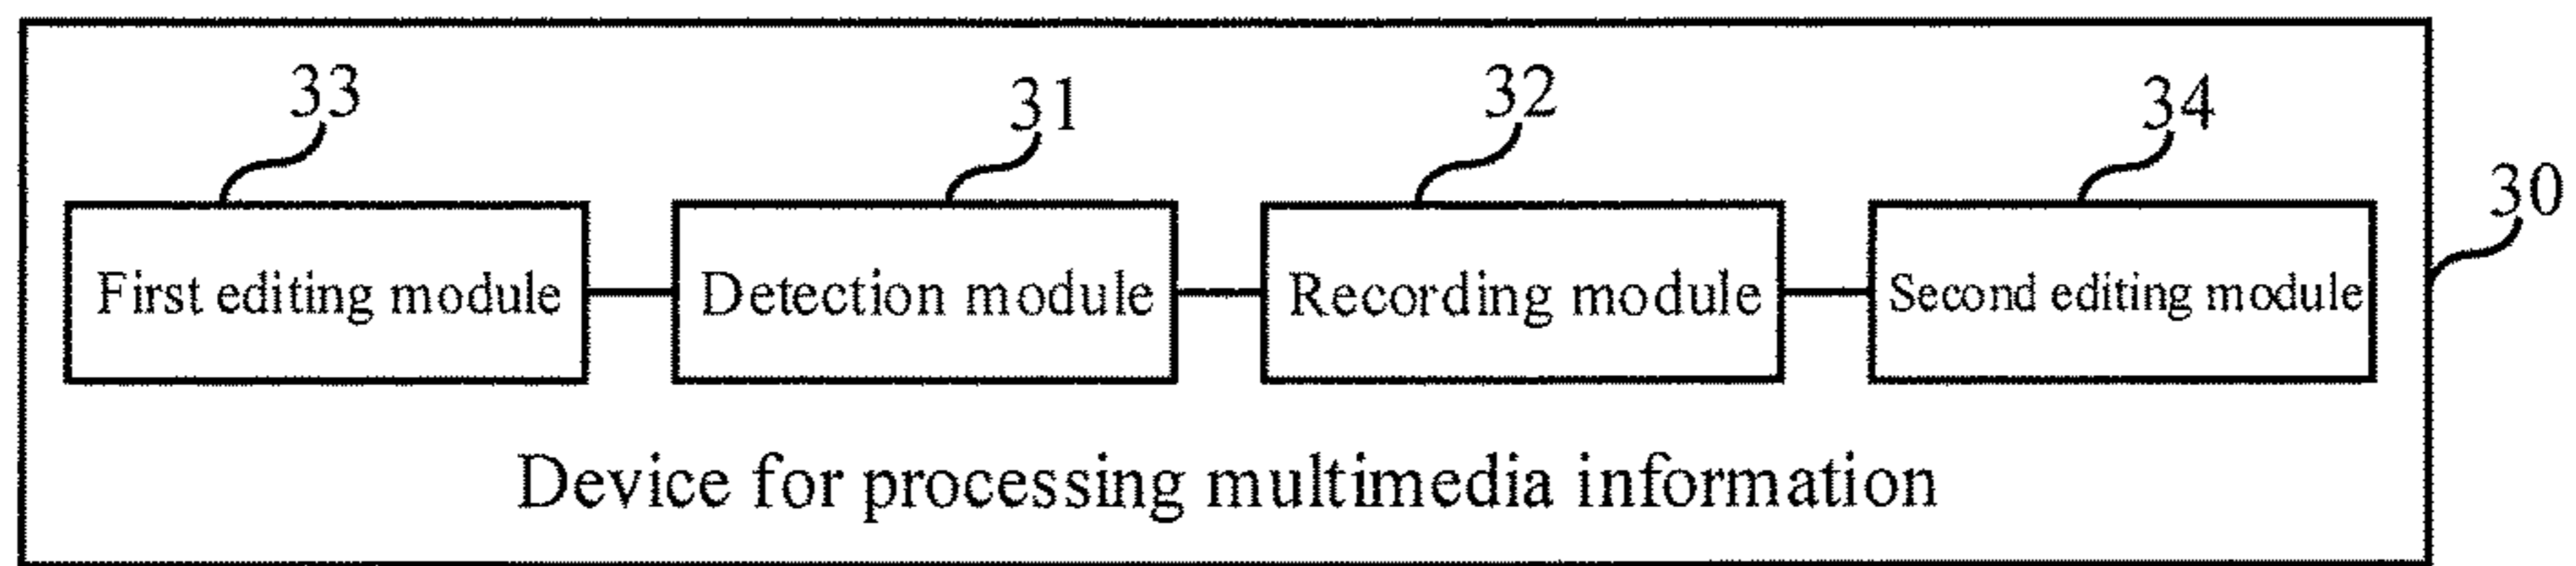 33
31
32
34
30
First editing module
Detection module
Recording module
Second editing module
Device for processing multimedia information